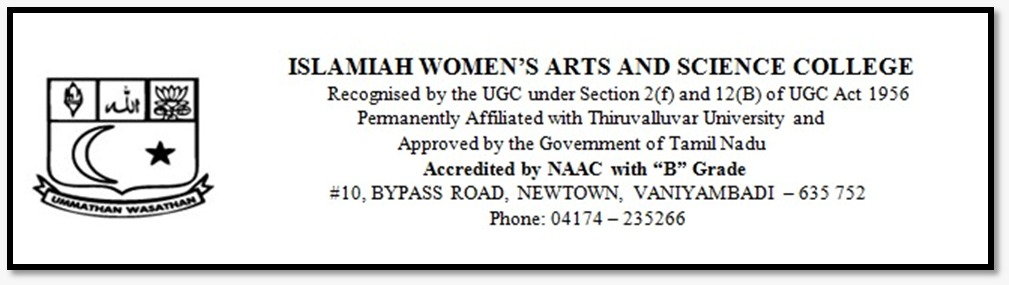 ISLAMIAH WOMEN’S ARTS AND SCIENCE COLLEGE
Recognised by the UGC under Section 2(f) and 12(B) of UGC Act 1956
Permanently Affiliated with Thiruvalluvar University and
Approved by the Government of Tamil Nadu
Accredited by NAAC with “B” Grade
#10, BYPASS ROAD, NEWTOWN, VANIYAMBADI – 635 752
Phone: 04174 – 235266
الله
UMMATHAN WASATHAN